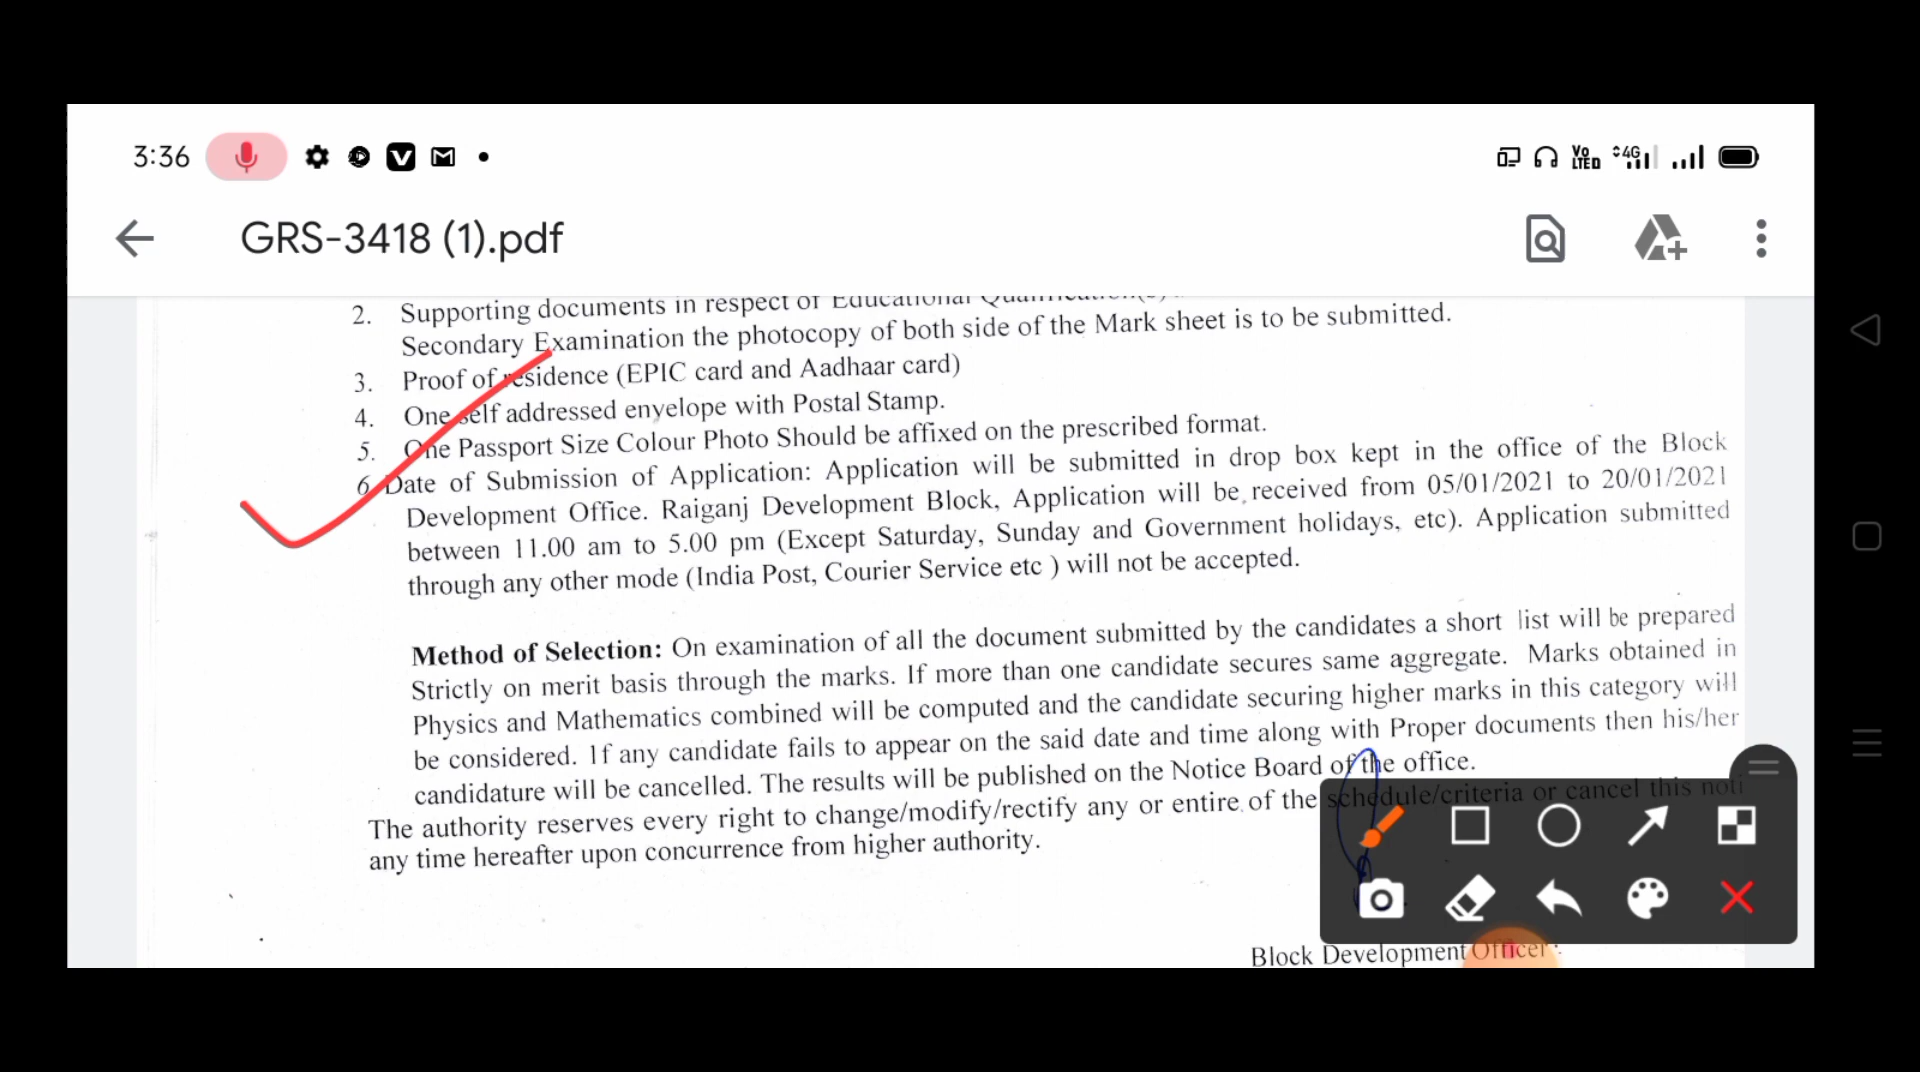 3:36
Vo LTED 4G
GRS-3418 (1).pdf
2. Supporting documents in respect of Educational
Secondary Examination the photocopy of both side of the Mark sheet is to be submitted.
3. Proof of residence (EPIC card and Aadhaar card)
4. One self addressed enyelope with Postal Stamp.
5. One Passport Size Colour Photo Should be affixed on the prescribed format.
6. Date of Submission of Application: Application will be submitted in drop box kept in the office of the Block
Development Office. Raiganj Development Block, Application will be received from 05/01/2021 to 20/01/2021
between 11.00 am to 5.00 pm (Except Saturday, Sunday and Government holidays, etc). Application submitted
through any other mode (India Post, Courier Service etc ) will not be accepted.
Method of Selection: On examination of all the document submitted by the candidates a short list will be prepared
Strictly on merit basis through the marks. If more than one candidate secures same aggregate. Marks obtained in
Physics and Mathematics combined will be computed and the candidate securing higher marks in this category will
be considered. If any candidate fails to appear on the said date and time along with Proper documents then his/her
candidature will be cancelled. The results will be published on the Notice Board of the office.
The authority reserves every right to change/modify/rectify any or entire of the schedule/criteria or cancel this noti
any time hereafter upon concurrence from higher authority.
Block Development Officer